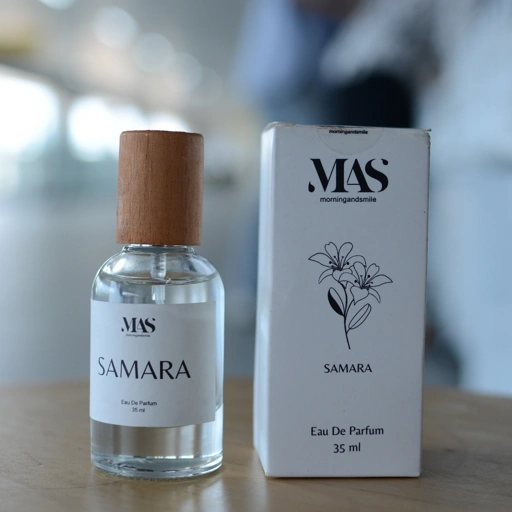 MAS
morningandsmile
SAMARA
Eau De Parfum
35 ml
morningandsmile
MAS
morningandsmile
SAMARA
Eau De Parfum
35 ml